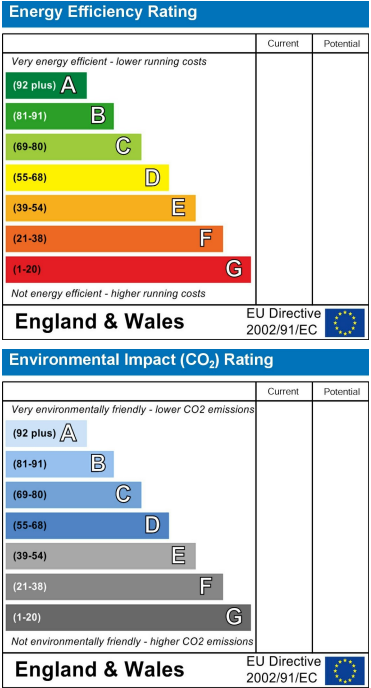 Energy Efficiency Rating
Current Potential
Very energy efficient - lower running costs
(92 plus) A
(81-91) B
(69-80) C
(55-68) D
(39-54) E
(21-38) F
(1-20) G
Not energy efficient - higher running costs
England & Wales
EU Directive
2002/91/EC
Environmental Impact (CO₂) Rating
Current Potential
Very environmentally friendly - lower CO2 emissions
(92 plus) A
(81-91) B
(69-80) C
(55-68) D
(39-54) E
(21-38) F
(1-20) G
Not environmentally friendly - higher CO2 emissions
England & Wales
EU Directive
2002/91/EC